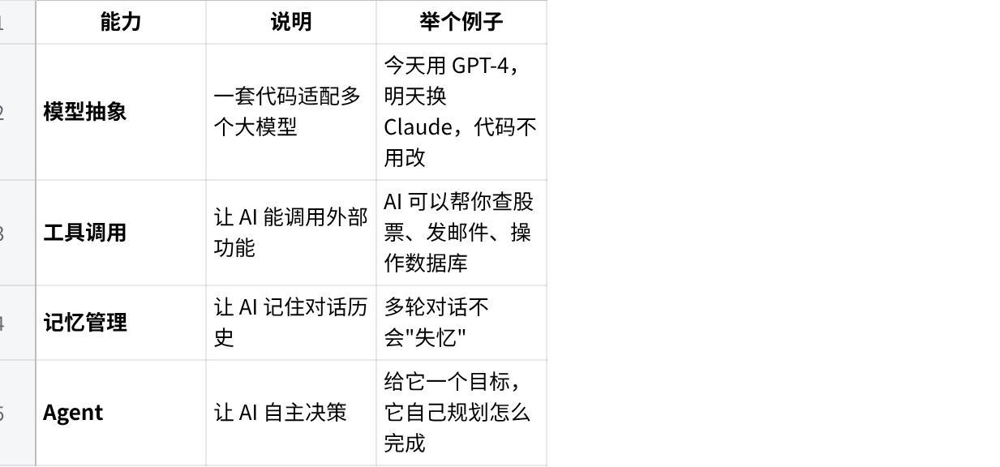 1
能力
说明
举个例子
2
模型抽象
一套代码适配多
个大模型
今天用 GPT-4，
明天换
Claude，代码不
用改
3
工具调用
让 AI 能调用外部
功能
AI 可以帮你查股
票、发邮件、操
作数据库
4
记忆管理
让 AI 记住对话历
史
多轮对话不
会"失忆"
5
Agent
让 AI 自主决策
给它一个目标，
它自己规划怎么
完成